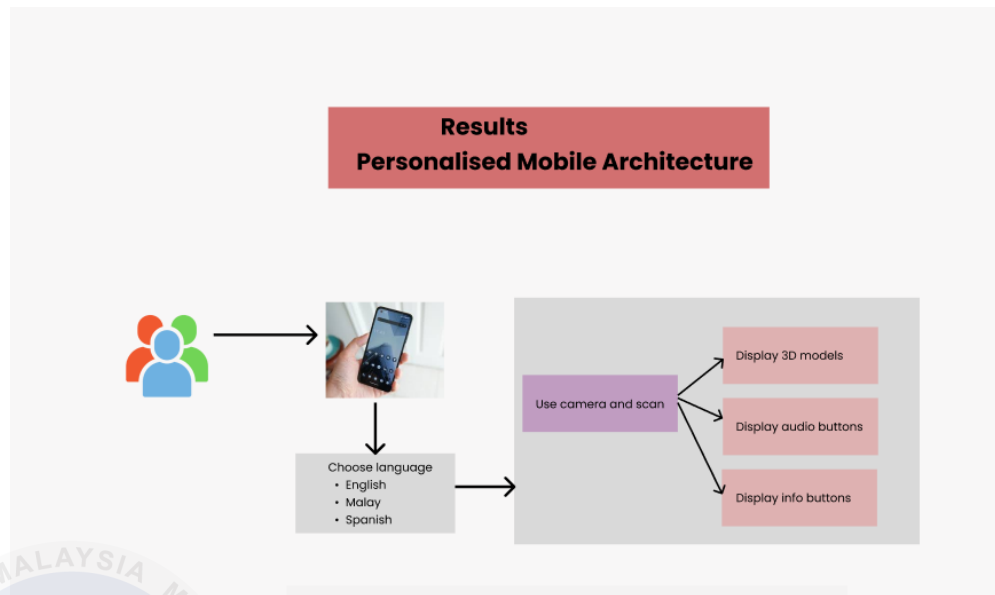 Results
Personalised Mobile Architecture
Choose language
• English
• Malay
• Spanish
Use camera and scan
Display 3D models
Display audio buttons
Display info buttons
MALAYSIA